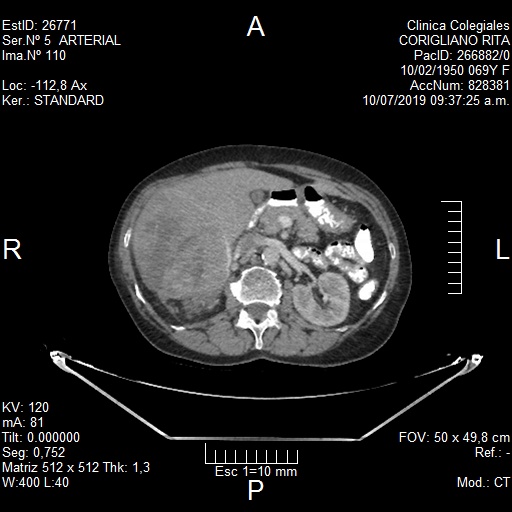 EstID: 26771
Ser.Nº 5 ARTERIAL
Ima.Nº 110
Loc: -112,8 Ax
Ker.: STANDARD
A
Clinica Colegiales
CORIGLIANO RITA
PacID: 266882/0
10/02/1950 069Y F
AccNum: 828381
10/07/2019 09:37:25 a.m.
R
L
KV: 120
mA: 81
Tilt: 0.000000
Seg: 0,752
Matriz 512 x 512 Thk: 1,3
W:400 L:40
Esc 1=10 mm
P
FOV: 50 x 49,8 cm
Ref.: -
Mod.: CT